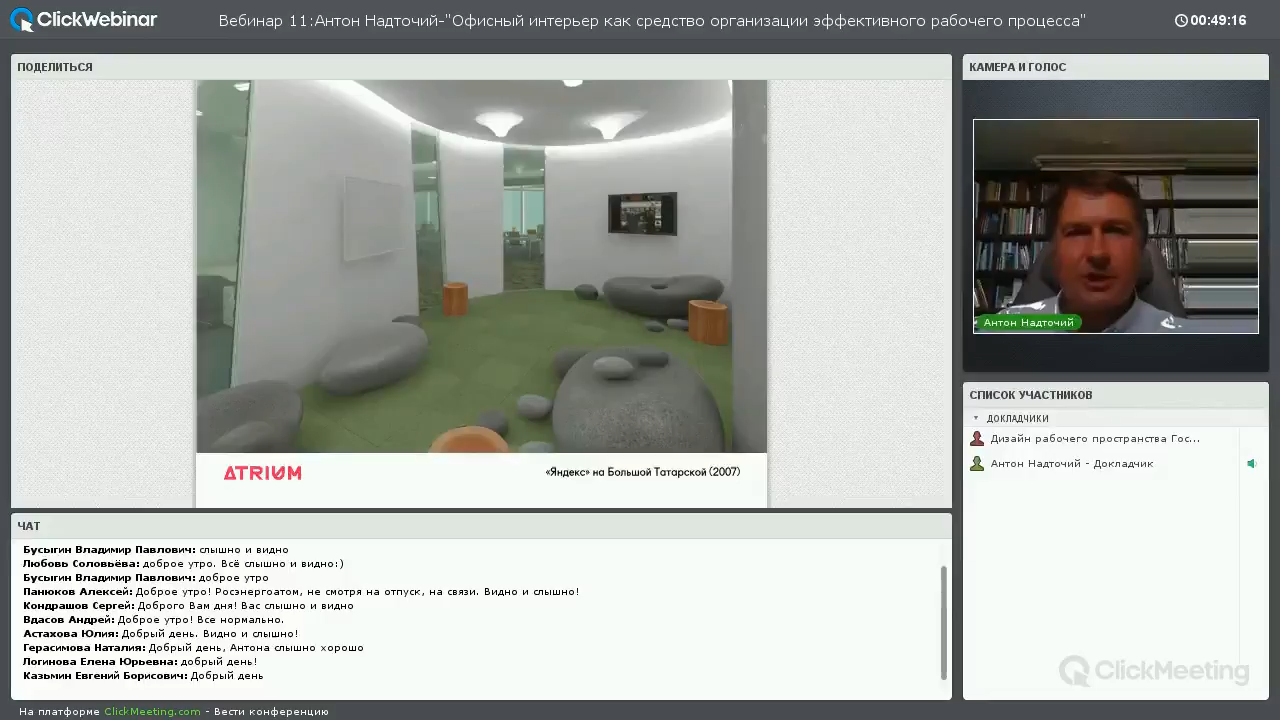 ClickWebinar
Вебинар 11:Антон Надточий-"Офисный интерьер как средство организации эффективного рабочего процесса"
00:49:16
ПОДЕЛИТЬСЯ
ATRIUM
«Яндекс» на Большой Татарской (2007)
КАМЕРА И ГОЛОС
Антон Надточий
СПИСОК УЧАСТНИКОВ
ДОКЛАДЧИКИ
Дизайн рабочего пространства Гос...
Антон Надточий - Докладчик
ЧАТ
Бусыгин Владимир Павлович: слышно и видно
Любовь Соловьёва: доброе утро. Всё слышно и видно:)
Бусыгин Владимир Павлович: доброе утро
Панюков Алексей: Доброе утро! Росэнергоатом, не смотря на отпуск, на связи. Видно и слышно!
Кондрашов Сергей: Доброго Вам дня! Вас слышно и видно
Вдасов Андрей: Доброе утро! Все нормально.
Астахова Юлия: Добрый день. Видно и слышно!
Герасимова Наталия: Добрый день, Антона слышно хорошо
Логинова Елена Юрьевна: добрый день!
Казьмин Евгений Борисович: Добрый день
ClickMeeting
На платформе ClickMeeting.com - Вести конференцию